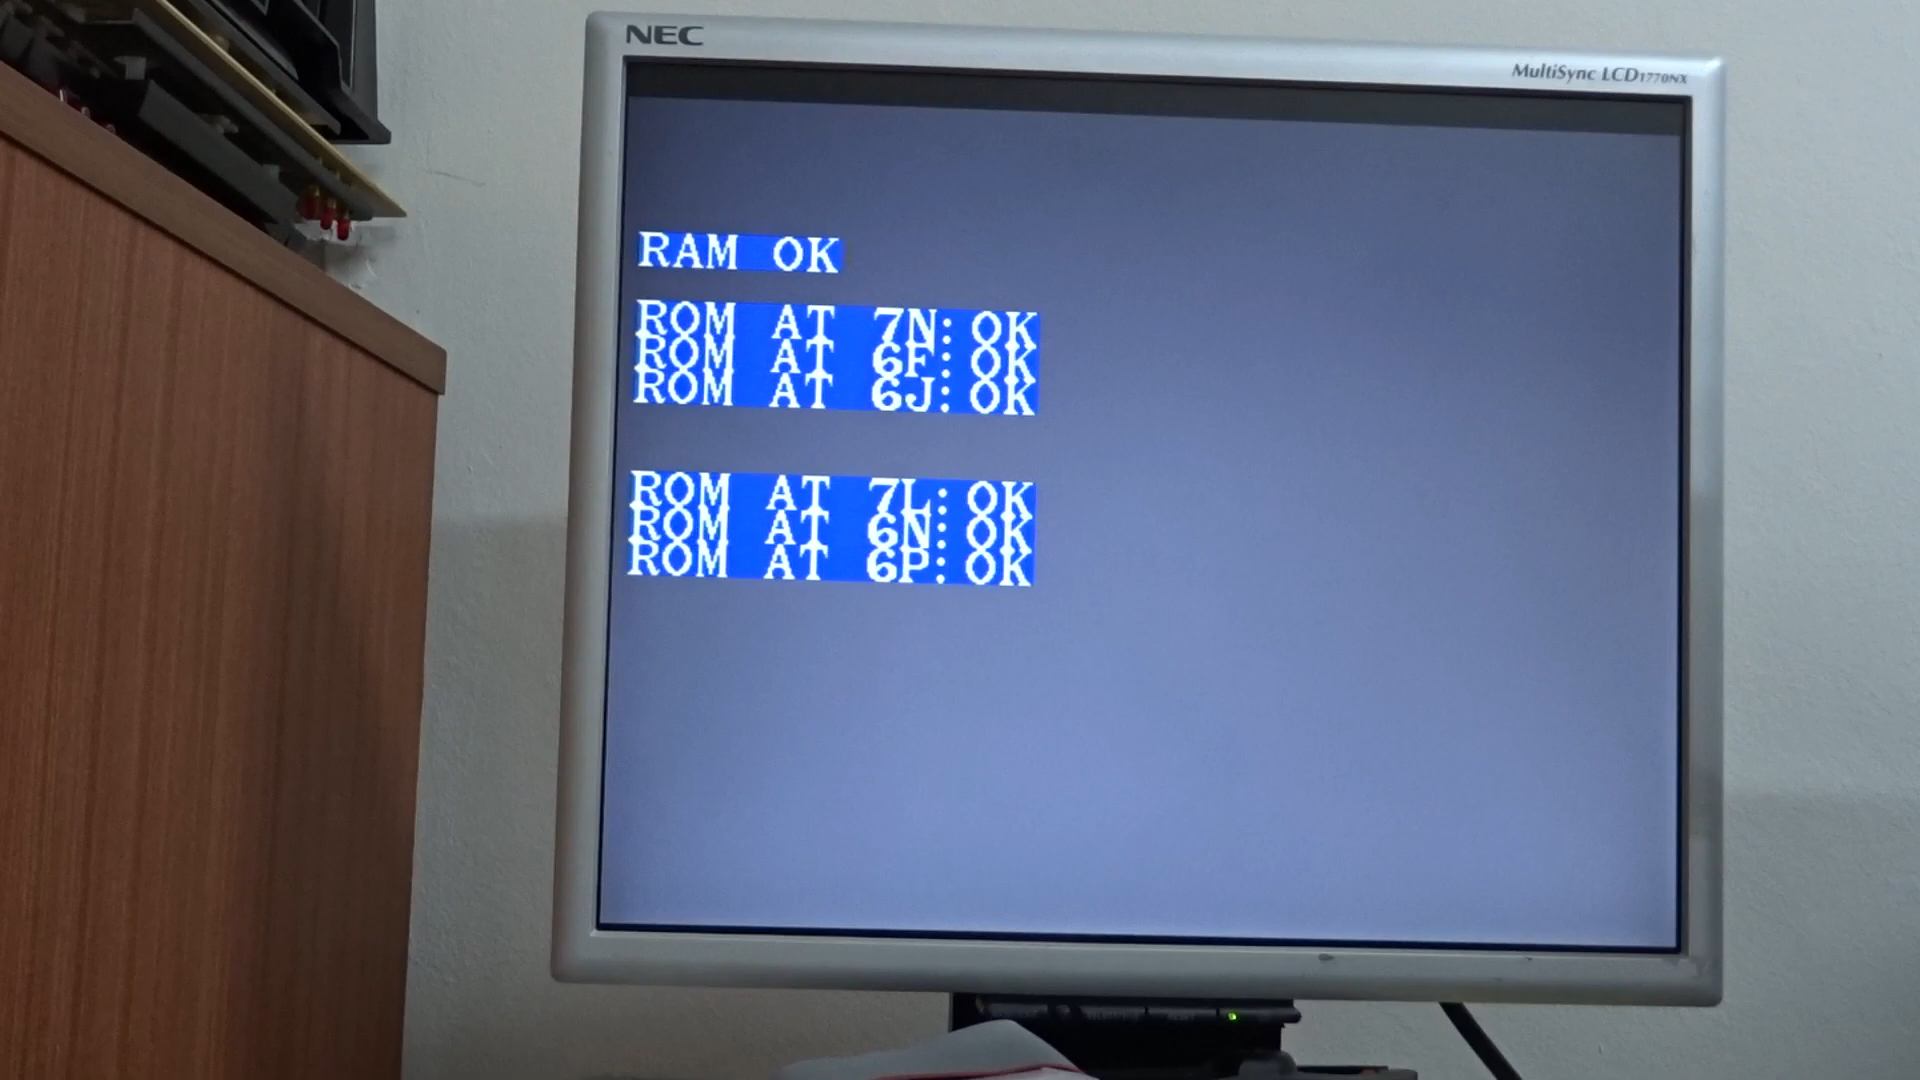 NEC
MultiSync LCD1770NX
RAM OK
ROM AT 7N:OK
ROM AT 6F:OK
ROM AT 6J:OK
ROM AT 7L:OK
ROM AT 6N:OK
ROM AT 6P:OK